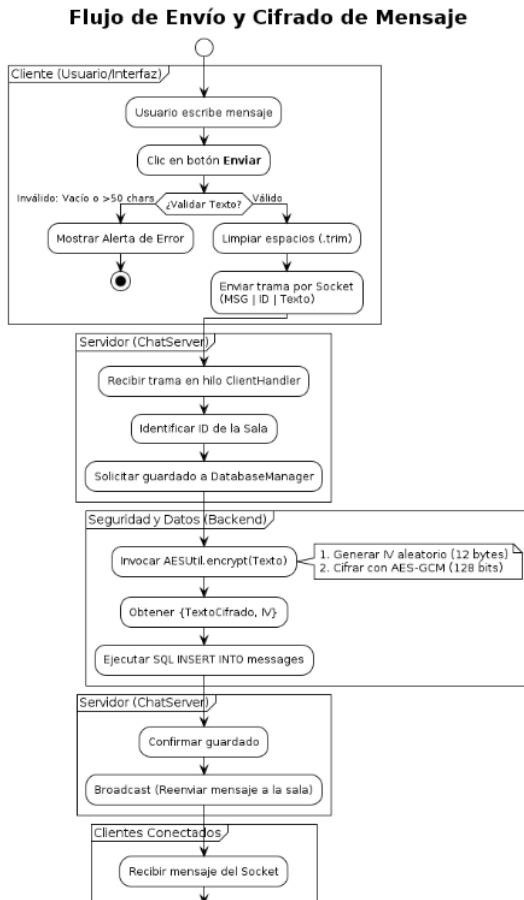 Flujo de Envío y Cifrado de Mensaje
Cliente (Usuario/Interfaz)
Usuario escribe mensaje
Clic en botón Enviar
Inválido: Vacío o >50 chars
¿Validar Texto?
Válido
Mostrar Alerta de Error
Limpiar espacios (.trim)
Enviar trama por Socket
(MSG | ID | Texto)
Servidor (ChatServer)
Recibir trama en hilo ClientHandler
Identificar ID de la Sala
Solicitar guardado a DatabaseManager
Seguridad y Datos (Backend)
Invocar AESUtil.encrypt(Texto)
1. Generar IV aleatorio (12 bytes)
2. Cifrar con AES-GCM (128 bits)
Obtener {TextoCifrado, IV}
Ejecutar SQL INSERT INTO messages
Servidor (ChatServer)
Confirmar guardado
Broadcast (Reenviar mensaje a la sala)
Clientes Conectados
Recibir mensaje del Socket